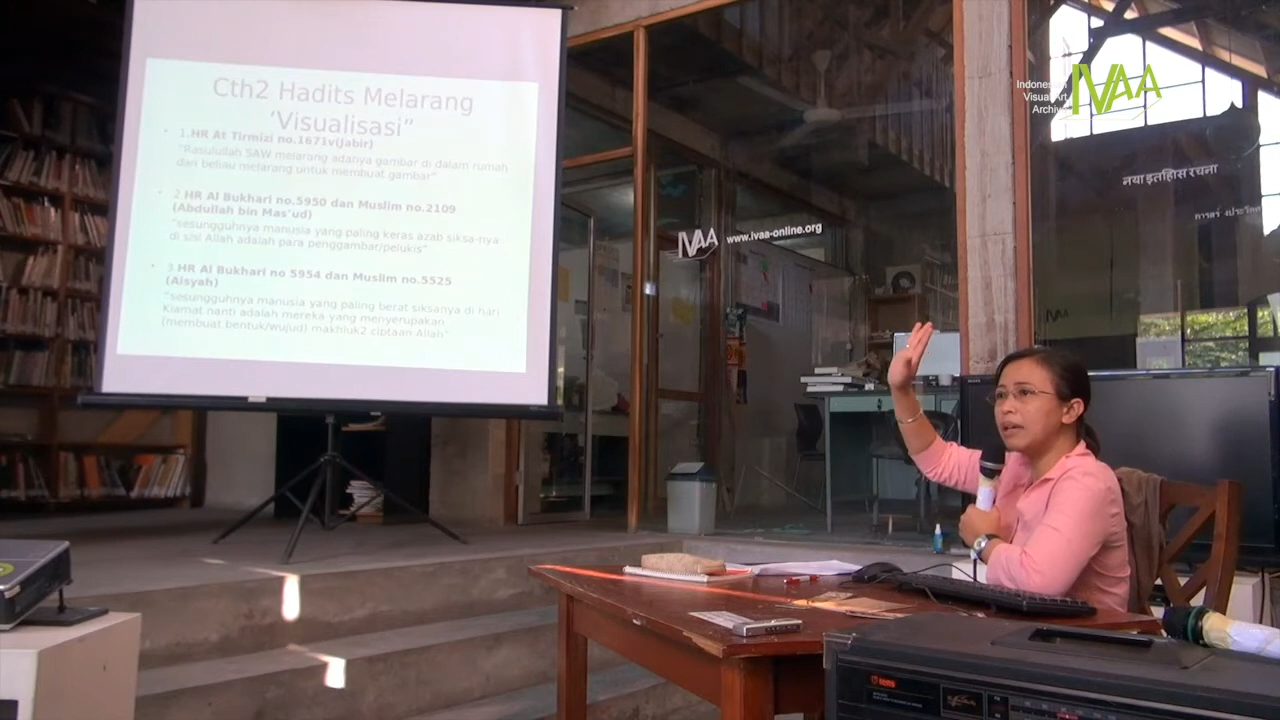 Cth2 Hadits Melarang
'Visualisasi"
1.HR At Tirmizi no.1671v(Jabir)
"Rasulullah SAW melarang adanya gambar di dalam rumah
dan beliau melarang untuk membuat gambar"
2.HR Al Bukhari no.5950 dan Muslim no.2109
(Abdullah bin Mas'ud)
"sesungguhnya manusia yang paling keras azab siksa-nya
di sisi Allah adalah para penggambar/pelukis"
3.HR Al Bukhari no 5954 dan Muslim no.5525
(Aisyah)
"sesungguhnya manusia yang paling berat siksanya di hari
Kiamat nanti adalah mereka yang menyerupakan
(membuat bentuk/wujud) makhluk2 ciptaan Allah"
IVAA www.ivaa-online.org
Indonesian
Visual Art
Archive
IVAA
नया इतिहास रचना
IVAA
tens